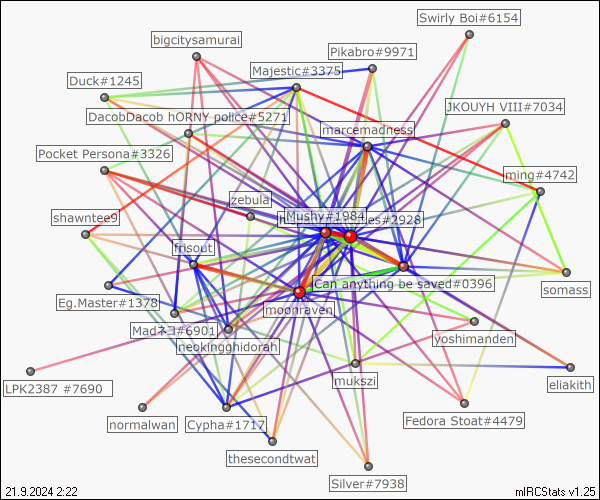 Swirly Boi#6154
bigcitysamurai
Pikabro#9971
Majestic#3375
Duck#1245
JKOUYH VIII#7034
DacobDacob hORNY police#5271
marcemadness
Pocket Persona#3326
ming#4742
zebula
Mushy#1984
es#2928
shawntee9
frisout
Can anything be saved#0396
somass
Eg.Master#1378
moonraven
Madネコ#6901
neokingghidorah
yoshimanden
mukszi
eliakith
LPK2387 #7690
normalwan
Cypha#1717
Fedora Stoat#4479
thesecondtwat
Silver#7938
21.9.2024 2:22
mIRCStats v1.25